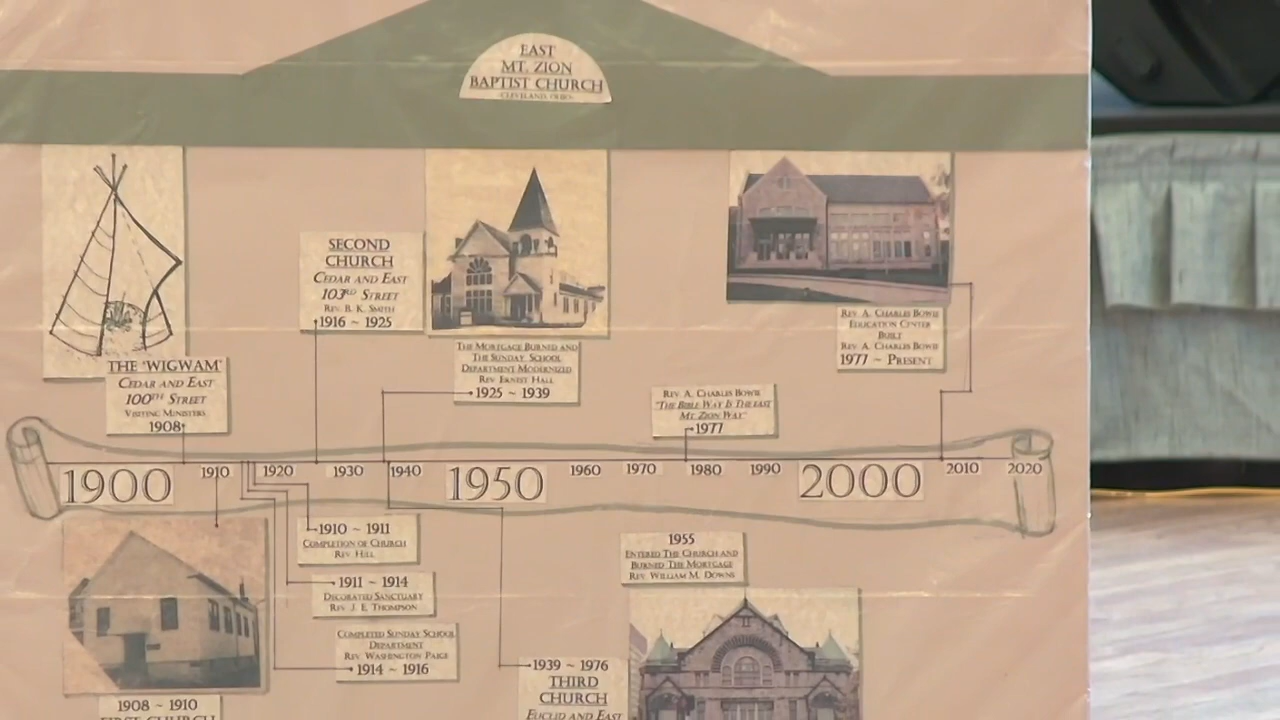 EAST
MT. ZION
BAPTIST CHURCH
CLEVELAND, OHIO
THE "WIGWAM"
CEDAR AND EAST
100TH STREET
VISITING MINISTERS
1908
SECOND
CHURCH
CEDAR AND EAST
103RD STREET
REV. B. K. SMITH
1916 ~ 1925
THE MORTGAGE BURNED AND
THE SUNDAY SCHOOL
DEPARTMENT MODERNIZED
REV. ERNEST HALL
1925 ~ 1939
REV. A. CHARLES BOWIE
"THE BIBLE WAY IS THE EAST
MT. ZION WAY"
1977
REV. A. CHARLES BOWIE
EDUCATION CENTER
BUILT
REV. A. CHARLES BOWIE
1977 ~ PRESENT
1900 1910 1920 1930 1940 1950 1960 1970 1980 1990 2000 2010 2020
1910 ~ 1911
COMPLETION OF CHURCH
REV. HILL
1911 ~ 1914
DECORATED SANCTUARY
REV. J. E. THOMPSON
COMPLETED SUNDAY SCHOOL
DEPARTMENT
REV. WASHINGTON PAIGE
1914 ~ 1916
1955
ENTERED THE CHURCH AND
BURNED THE MORTGAGE
REV. WILLIAM M. DOWNS
1939 ~ 1976
THIRD
CHURCH
EUCLID AND EAST
1908 ~ 1910
FIRST CHURCH